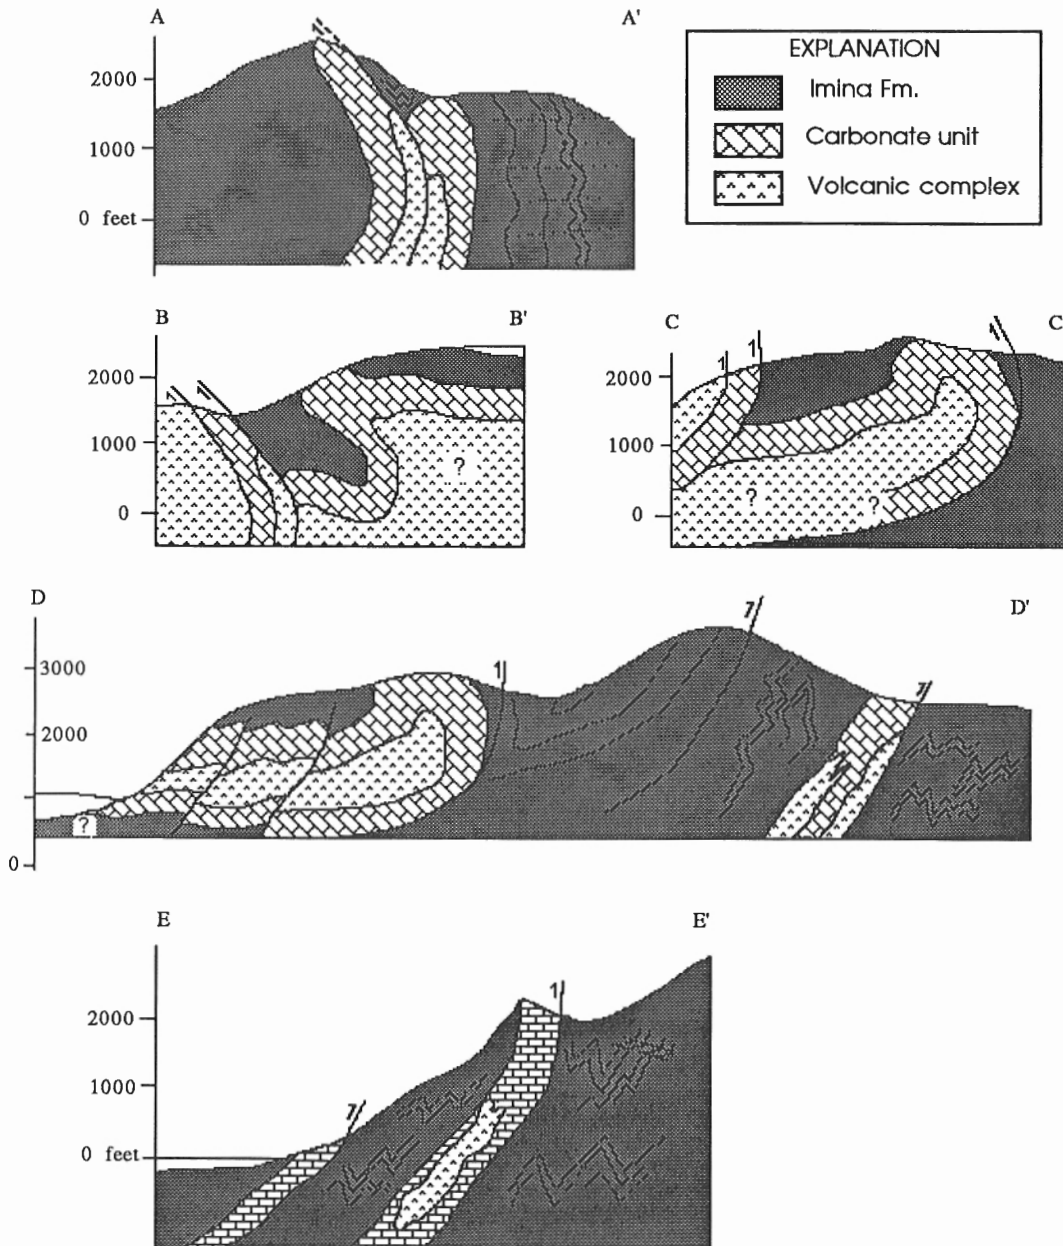 A A'
EXPLANATION
Imina Fm.
Carbonate unit
Volcanic complex
2000
1000
0 feet
B B'
2000
1000
0
?
C C
2000
1000
0
? ?
D D'
3000
2000
0
?
E E'
2000
1000
0 feet